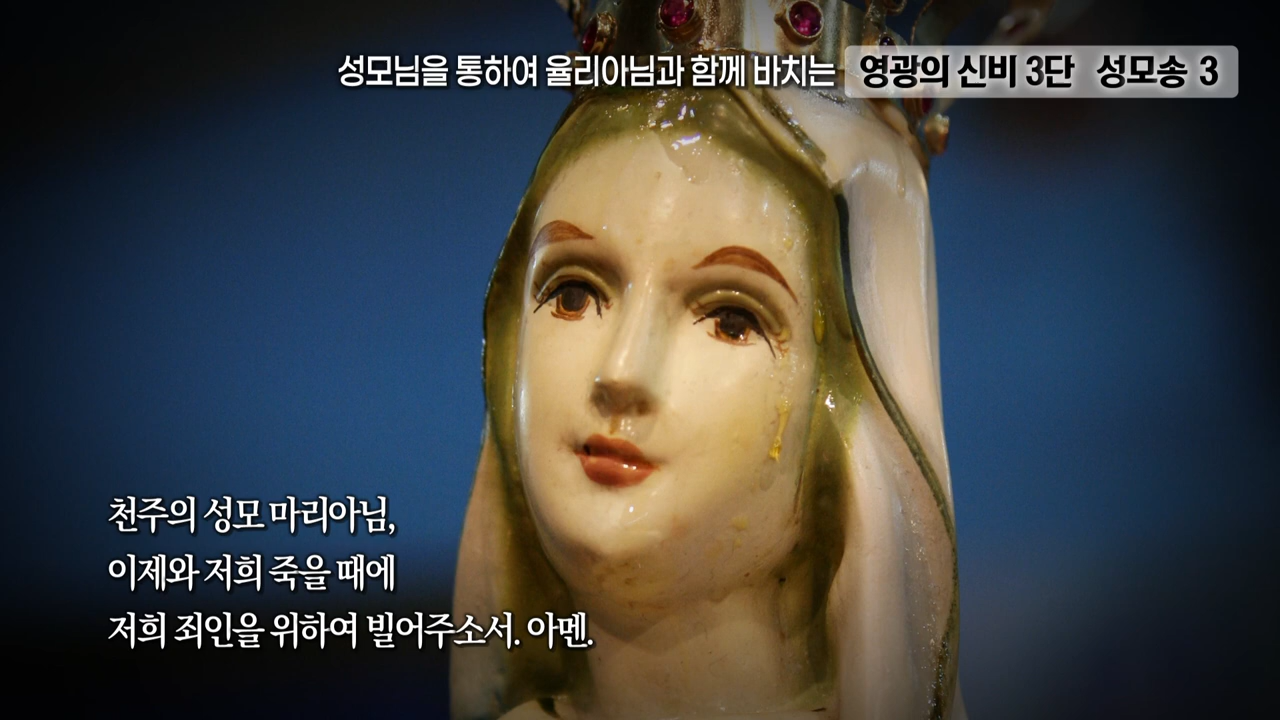 성모님을 통하여 율리아님과 함께 바치는 영광의 신비 3단 성모송 3
천주의 성모 마리아님,
이제와 저희 죽을 때에
저희 죄인을 위하여 빌어주소서. 아멘.